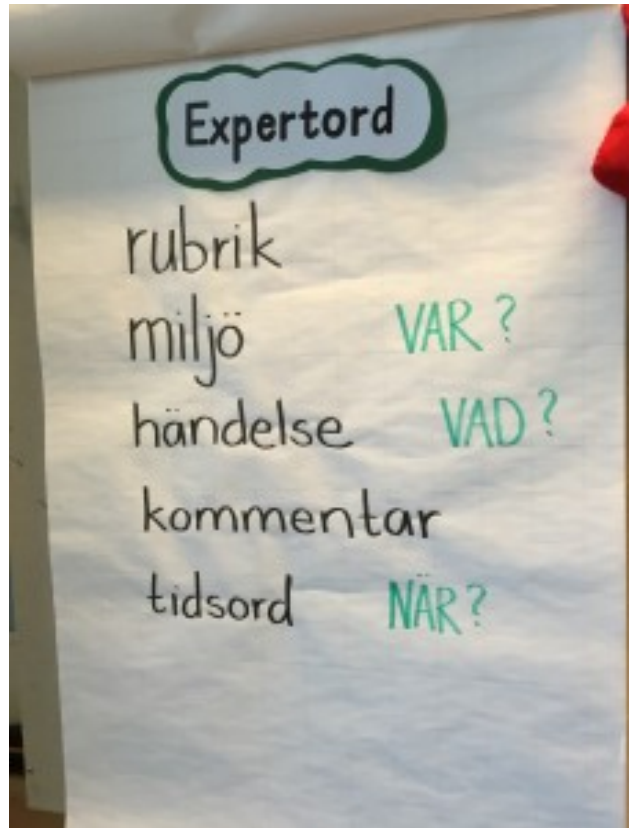 Expertord
rubrik
miljö VAR?
händelse VAD?
kommentar
tidsord NÄR?